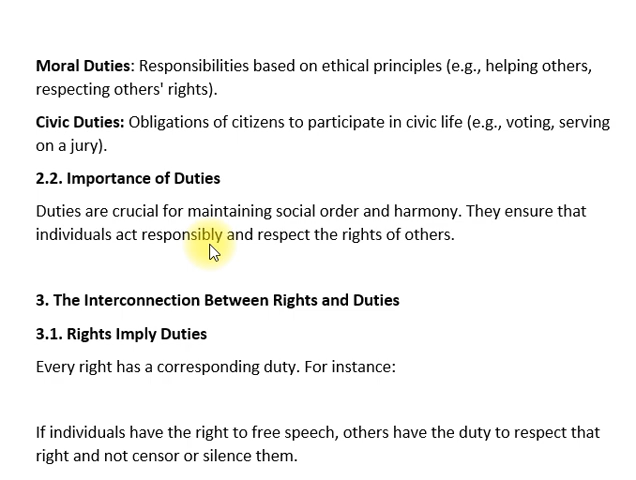 Moral Duties: Responsibilities based on ethical principles (e.g., helping others,
respecting others' rights).
Civic Duties: Obligations of citizens to participate in civic life (e.g., voting, serving
on a jury).
2.2. Importance of Duties
Duties are crucial for maintaining social order and harmony. They ensure that
individuals act responsibly and respect the rights of others.
3. The Interconnection Between Rights and Duties
3.1. Rights Imply Duties
Every right has a corresponding duty. For instance:
If individuals have the right to free speech, others have the duty to respect that
right and not censor or silence them.